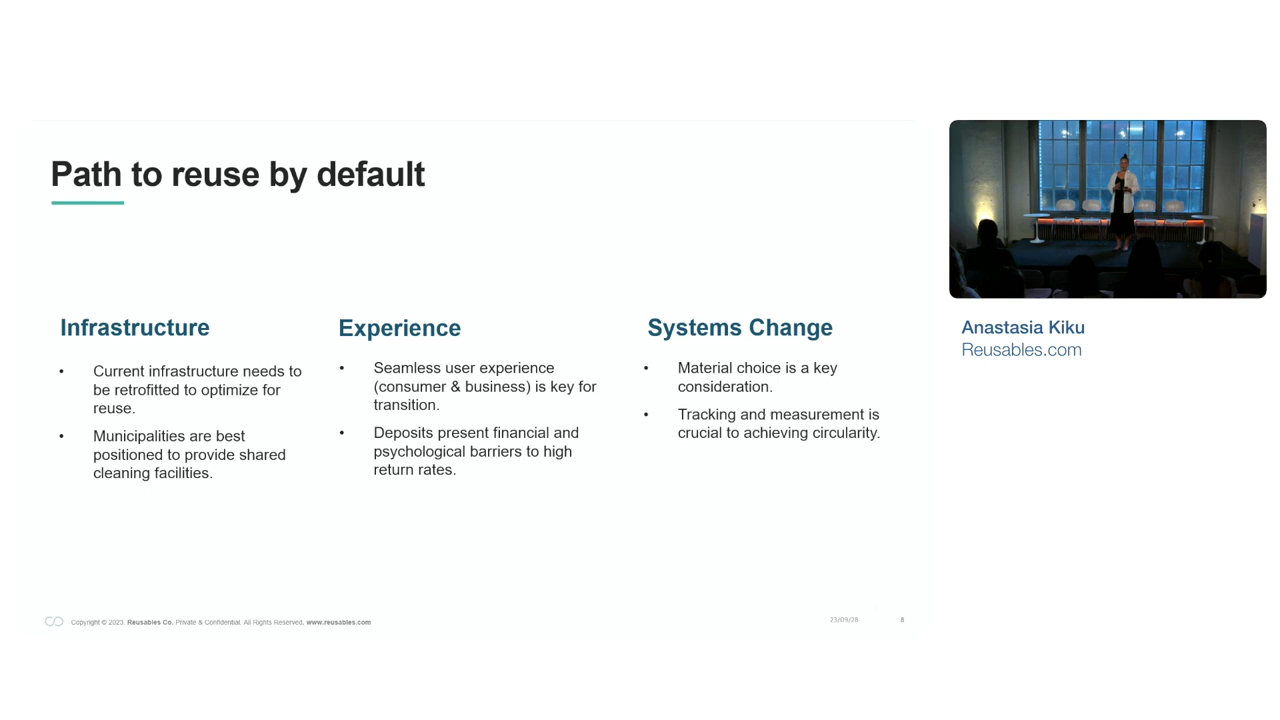 Path to reuse by default
Infrastructure
• Current infrastructure needs to
be retrofitted to optimize for
reuse.
• Municipalities are best
positioned to provide shared
cleaning facilities.
Experience
• Seamless user experience
(consumer & business) is key for
transition.
• Deposits present financial and
psychological barriers to high
return rates.
Systems Change
• Material choice is a key
consideration.
• Tracking and measurement is
crucial to achieving circularity.
Copyright © 2023. Reusables Co. Private & Confidential. All Rights Reserved. www.reusables.com
23/09/28
8
Anastasia Kiku
Reusables.com